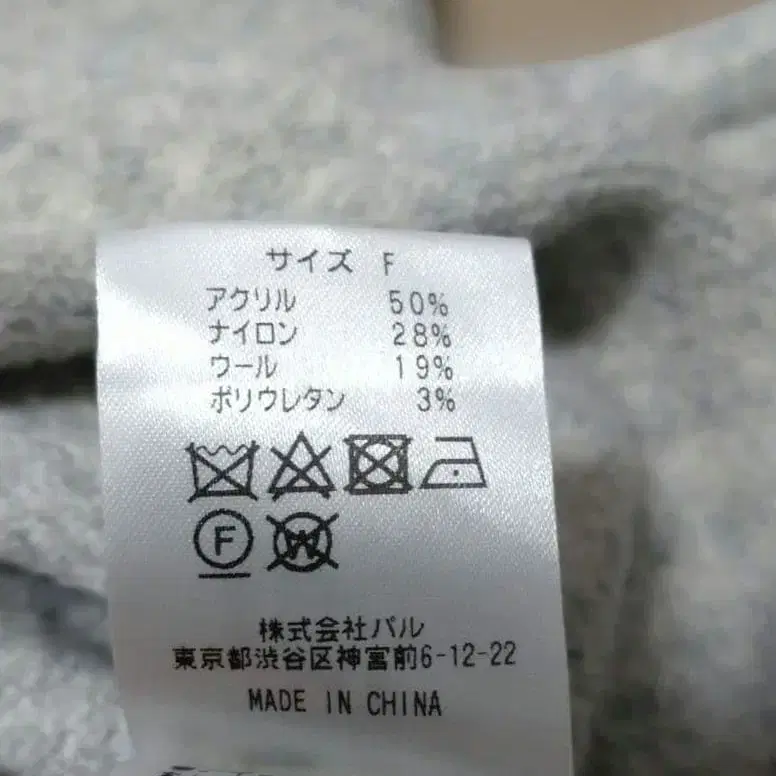 サイズ F
アクリル 50%
ナイロン 28%
ウール 19%
ポリウレタン 3%
F W
株式会社パル
東京都渋谷区神宮前6-12-22
MADE IN CHINA